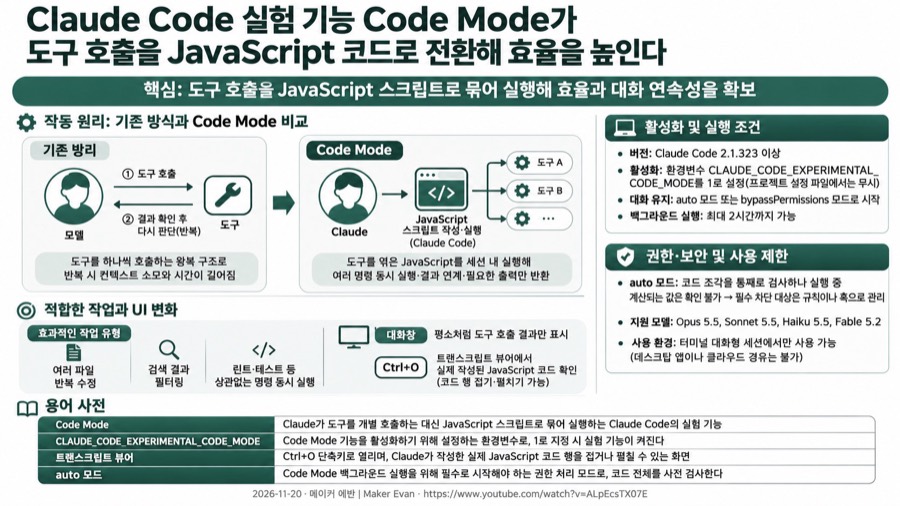 Claude Code 실험 기능 Code Mode가
도구 호출을 JavaScript 코드로 전환해 효율을 높인다
핵심: 도구 호출을 JavaScript 스크립트로 묶어 실행해 효율과 대화 연속성을 확보
작동 원리: 기존 방식과 Code Mode 비교
기존 방리
모델
① 도구 호출
② 결과 확인 후
다시 판단(반복)
도구
도구를 하나씩 호출하는 왕복 구조로
반복 시 컨텍스트 소모와 시간이 길어짐
Code Mode
Claude
JavaScript
스크립트 작성·실행
(Claude Code)
도구 A
도구 B
...
도구를 엮은 JavaScript를 세션 내 실행해
여러 명령 동시 실행·결과 연계·필요한 출력만 반환
활성화 및 실행 조건
• 버전: Claude Code 2.1.323 이상
• 활성화: 환경변수 CLAUDE_CODE_EXPERIMENTAL_
CODE_MODE를 1로 설정(프로젝트 설정 파일에서는 무시)
• 대화 유지: auto 모드 또는 bypassPermissions 모드로 시작
• 백그라운드 실행: 최대 2시간까지 가능
권한·보안 및 사용 제한
• auto 모드: 코드 조각을 통째로 검사하나 실행 중
계산되는 값은 확인 불가 → 필수 차단 대상은 규칙이나 훅으로 관리
• 지원 모델: Opus 5.5, Sonnet 5.5, Haiku 5.5, Fable 5.2
• 사용 환경: 터미널 대화형 세션에서만 사용 가능
(데스크탑 앱이나 클라우드 경유는 불가)
적합한 작업과 UI 변화
효과적인 작업 유형
여러 파일
반복 수정
검색 결과
필터링
린트·테스트 등
상관없는 명령 동시 실행
대화창
평소처럼 도구 호출 결과만 표시
Ctrl+O
트랜스크립트 뷰어에서
실제 작성된 JavaScript 코드 확인
(코드 행 접기·펼치기 가능)
용어 사전
Code Mode
Claude가 도구를 개별 호출하는 대신 JavaScript 스크립트로 묶어 실행하는 Claude Code의 실험 기능
CLAUDE_CODE_EXPERIMENTAL_CODE_MODE
Code Mode 기능을 활성화하기 위해 설정하는 환경변수로, 1로 지정 시 실험 기능이 켜진다
트랜스크립트 뷰어
Ctrl+O 단축키로 열리며, Claude가 작성한 실제 JavaScript 코드 행을 접거나 펼칠 수 있는 화면
auto 모드
Code Mode 백그라운드 실행을 위해 필수로 시작해야 하는 권한 처리 모드로, 코드 전체를 사전 검사한다
2026-11-20 · 메이커 에반 | Maker Evan · https://www.youtube.com/watch?v=ALpEcsTX07E